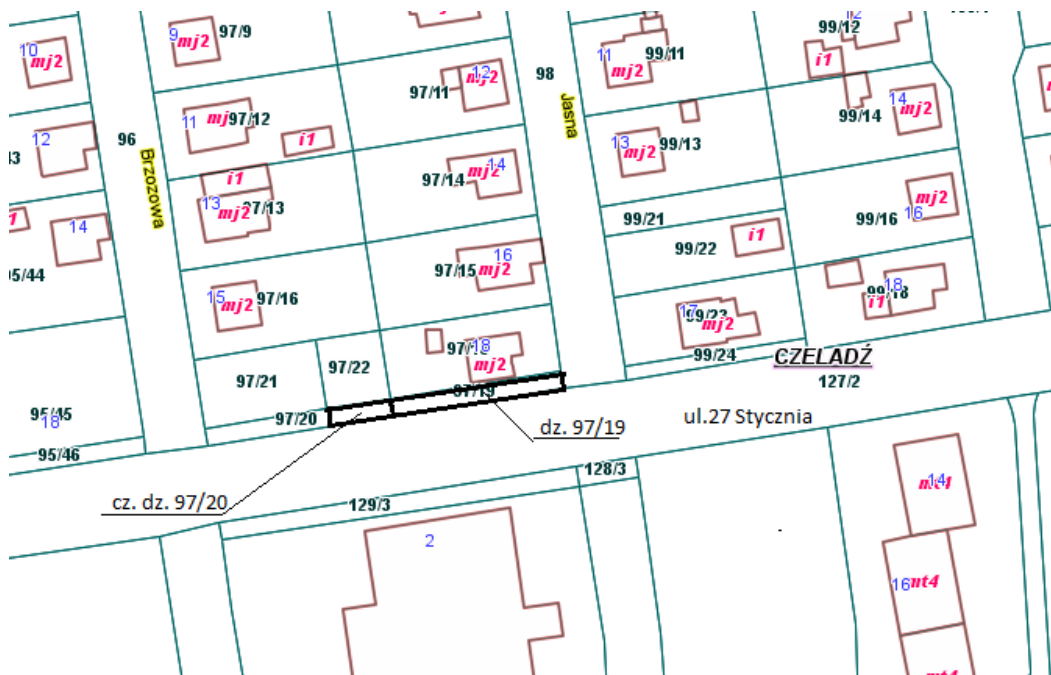 9
mj2
97/9
12
mj2
12
99/12
10
mj2
11
mj2
99/11
i1
98
Jasna
97/11
14
mj2
99/14
11
mj2
97/12
i1
12
96
13
mj2
99/13
Brzozowa
i1
13
mj2
97/13
97/14
mj2
14
mj2
16
99/16
99/21
14
99/22
i1
95/44
97/15
16
mj2
15
mj2
97/16
18
99/18
i1
17
99/23
mj2
18
mj2
97/22
97/21
99/24
CZELADŹ
127/2
97/19
97/20
95/45
18
95/46
dz. 97/19
ul.27 Stycznia
cz. dz. 97/20
128/3
129/3
2
14
mt4
16
mt4
mt4